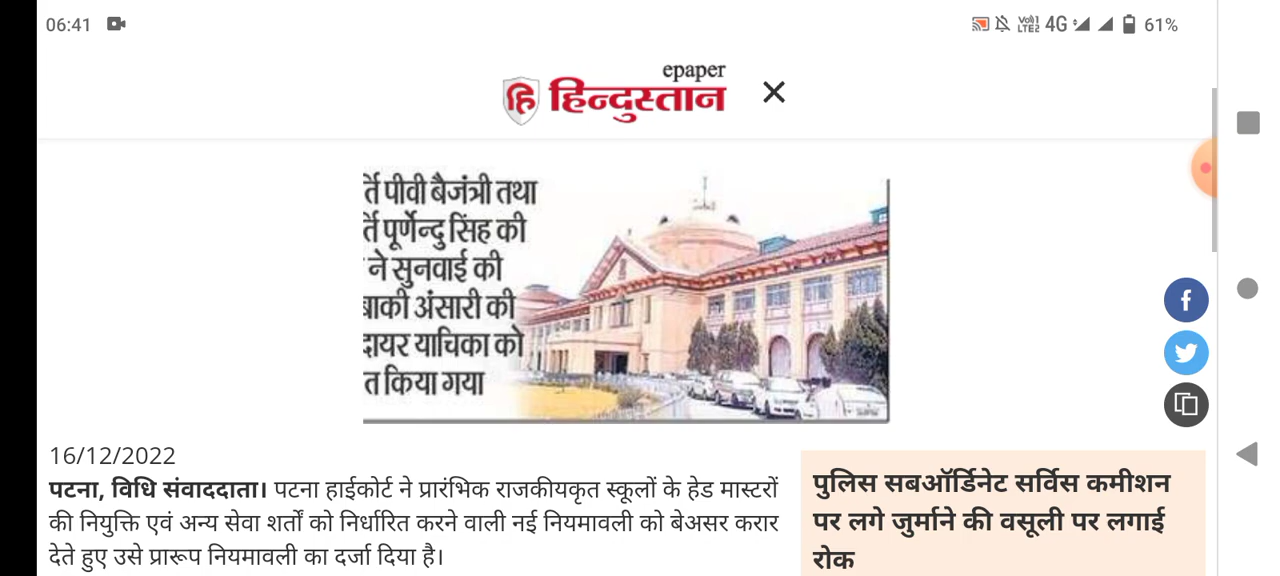 06:41
4G 61%
epaper
हि हिन्दुस्तान
र्ति पीवी बैजंत्री तथा
र्ति पूर्णेन्दु सिंह की
ने सुनवाई की
बाकी अंसारी की
दायर याचिका को
त किया गया
16/12/2022
पटना, विधि संवाददाता। पटना हाईकोर्ट ने प्रारंभिक राजकीयकृत स्कूलों के हेड मास्टरों
की नियुक्ति एवं अन्य सेवा शर्तों को निर्धारित करने वाली नई नियमावली को बेअसर करार
देते हुए उसे प्रारूप नियमावली का दर्जा दिया है।
पुलिस सबऑर्डिनेट सर्विस कमीशन
पर लगे जुर्माने की वसूली पर लगाई
रोक